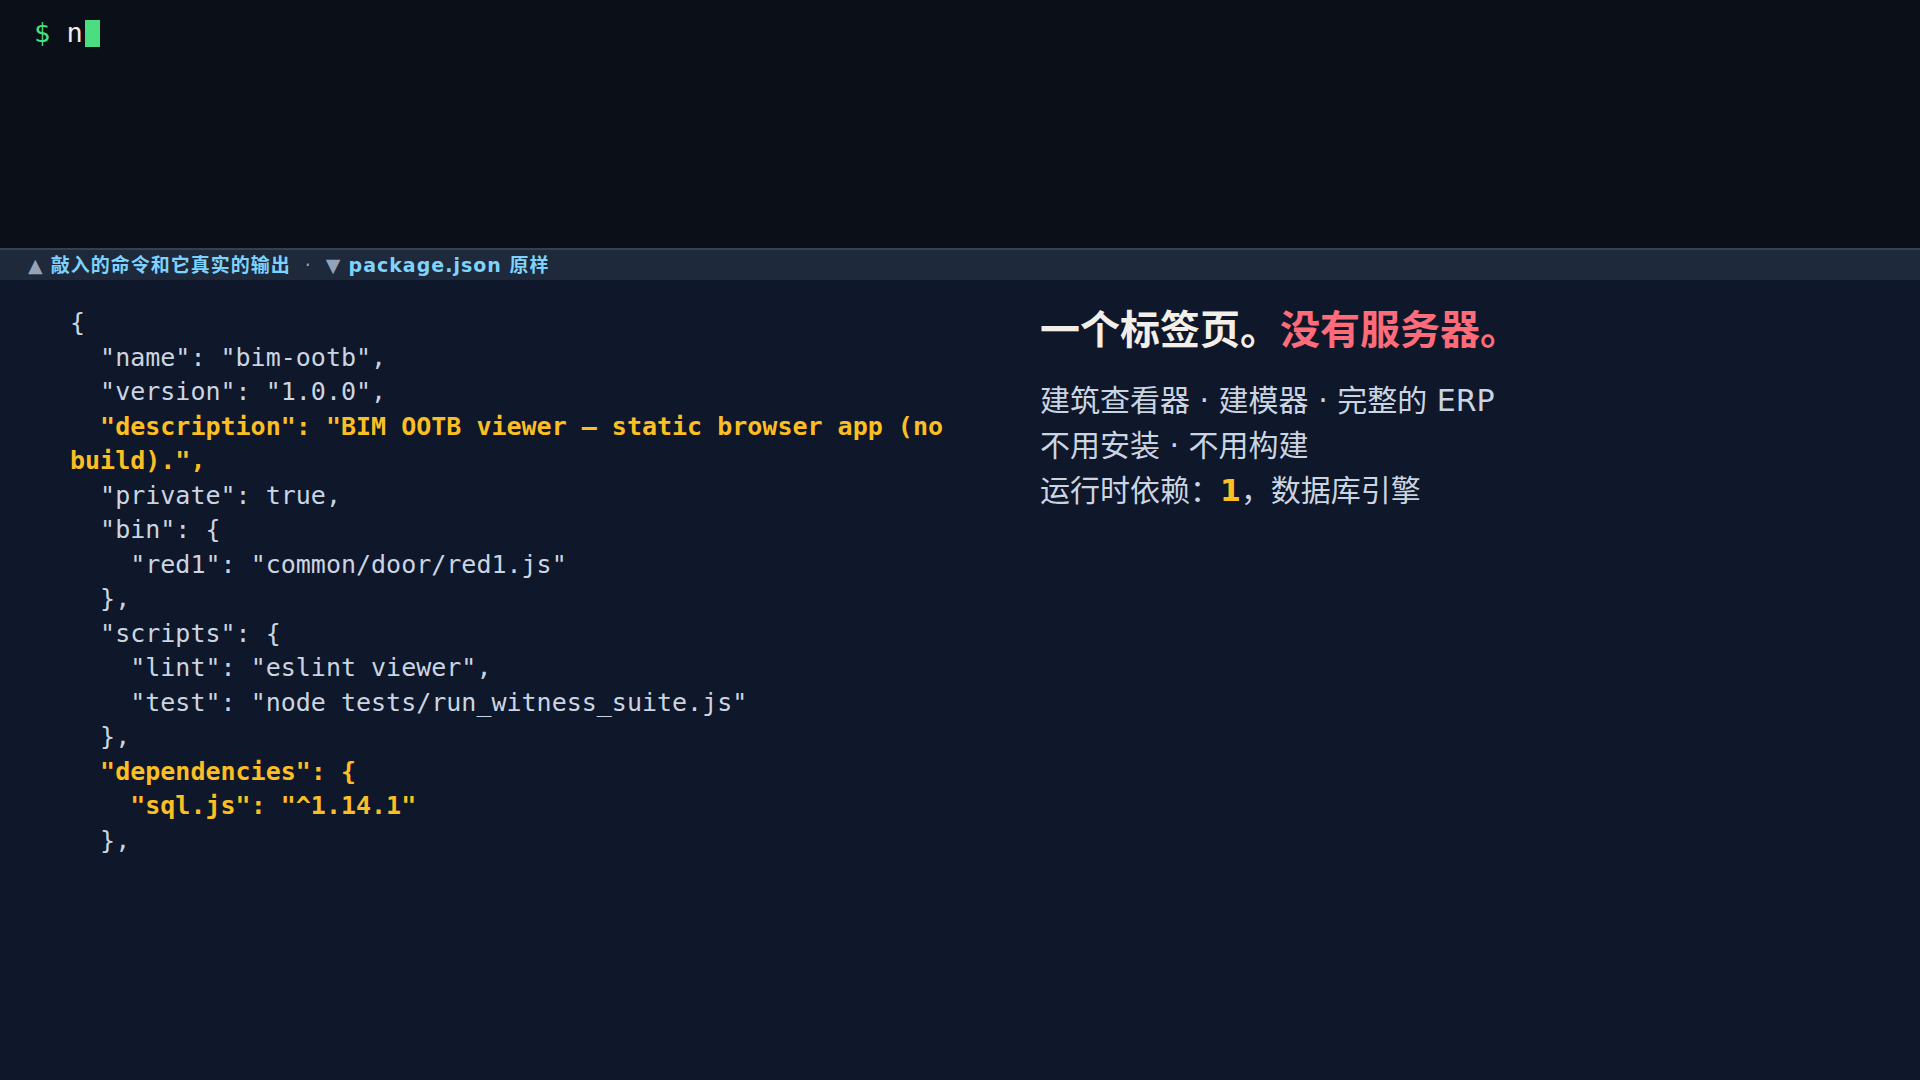 $ n
▲ 敲入的命令和它真实的输出 · ▼ package.json 原样
{
  "name": "bim-ootb",
  "version": "1.0.0",
  "description": "BIM OOTB viewer — static browser app (no
build).",
  "private": true,
  "bin": {
    "red1": "common/door/red1.js"
  },
  "scripts": {
    "lint": "eslint viewer",
    "test": "node tests/run_witness_suite.js"
  },
  "dependencies": {
    "sql.js": "^1.14.1"
  },
一个标签页。没有服务器。
建筑查看器 · 建模器 · 完整的 ERP
不用安装 · 不用构建
运行时依赖：1，数据库引擎